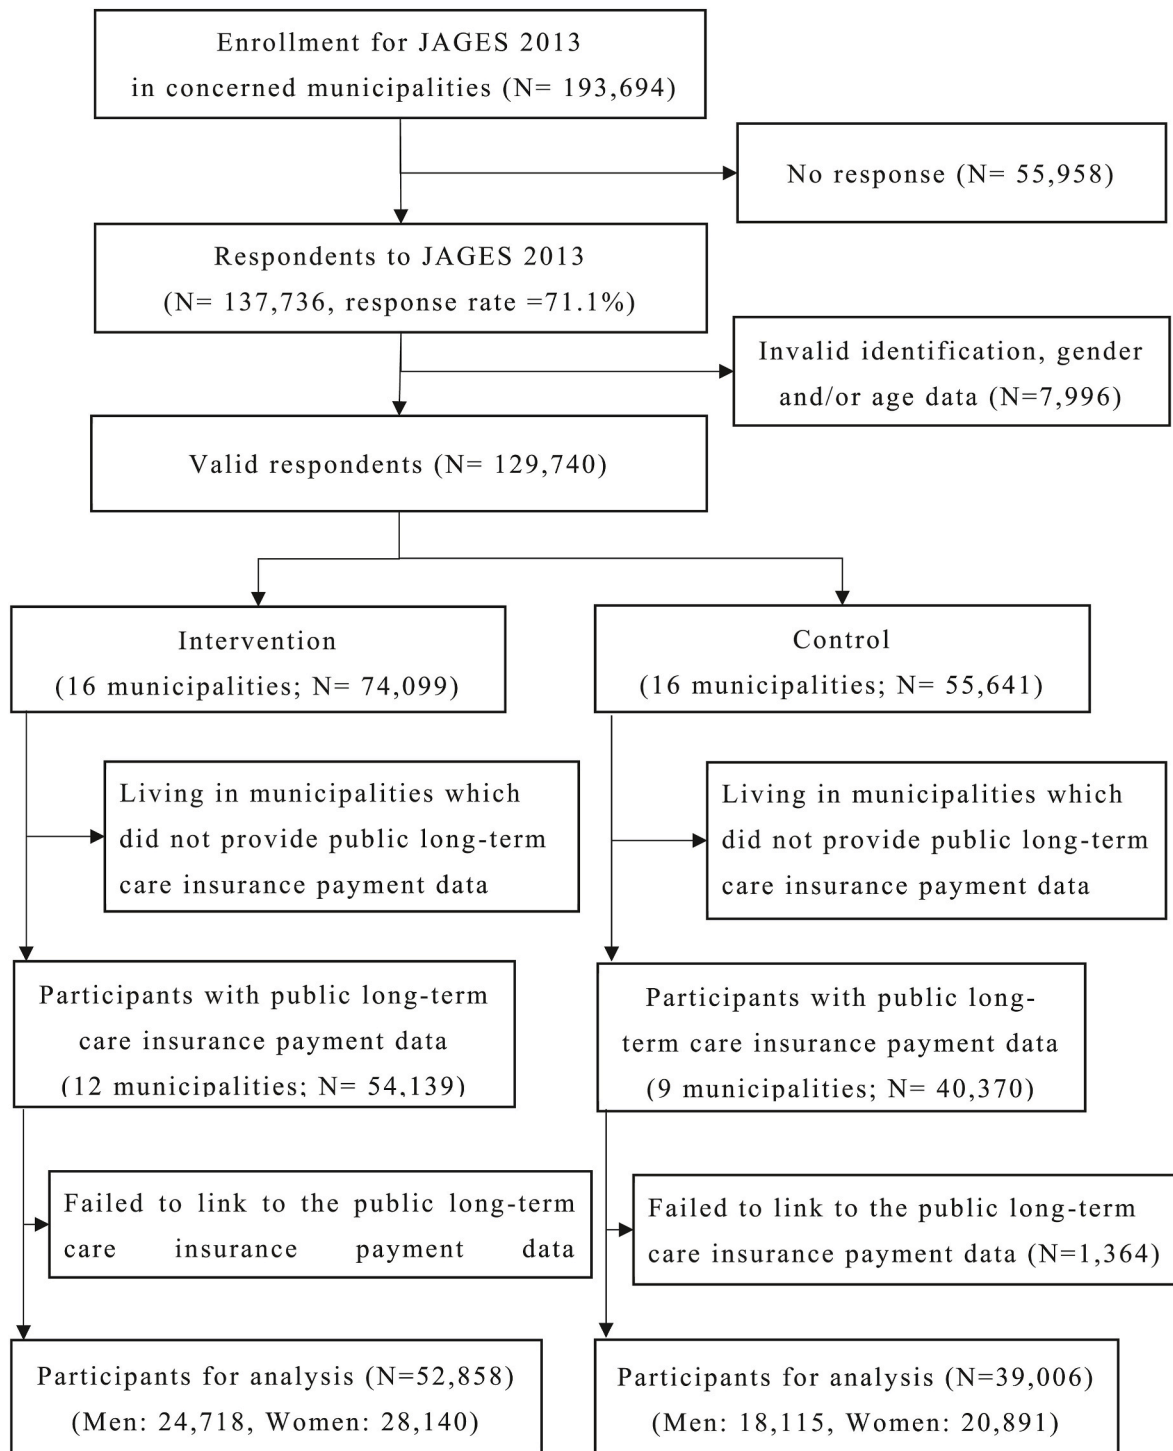 Enrollment for JAGES 2013
in concerned municipalities (N= 193,694)
No response (N= 55,958)
Respondents to JAGES 2013
(N= 137,736, response rate =71.1%)
Invalid identification, gender
and/or age data (N=7,996)
Valid respondents (N= 129,740)
Intervention
(16 municipalities; N= 74,099)
Control
(16 municipalities; N= 55,641)
Living in municipalities which
did not provide public long-term
care insurance payment data
Living in municipalities which
did not provide public long-term
care insurance payment data
Participants with public long-term
care insurance payment data
(12 municipalities; N= 54,139)
Participants with public long-
term care insurance payment data
(9 municipalities; N= 40,370)
Failed to link to the public long-term
care insurance payment data
Failed to link to the public long-term
care insurance payment data (N=1,364)
Participants for analysis (N=52,858)
(Men: 24,718, Women: 28,140)
Participants for analysis (N=39,006)
(Men: 18,115, Women: 20,891)